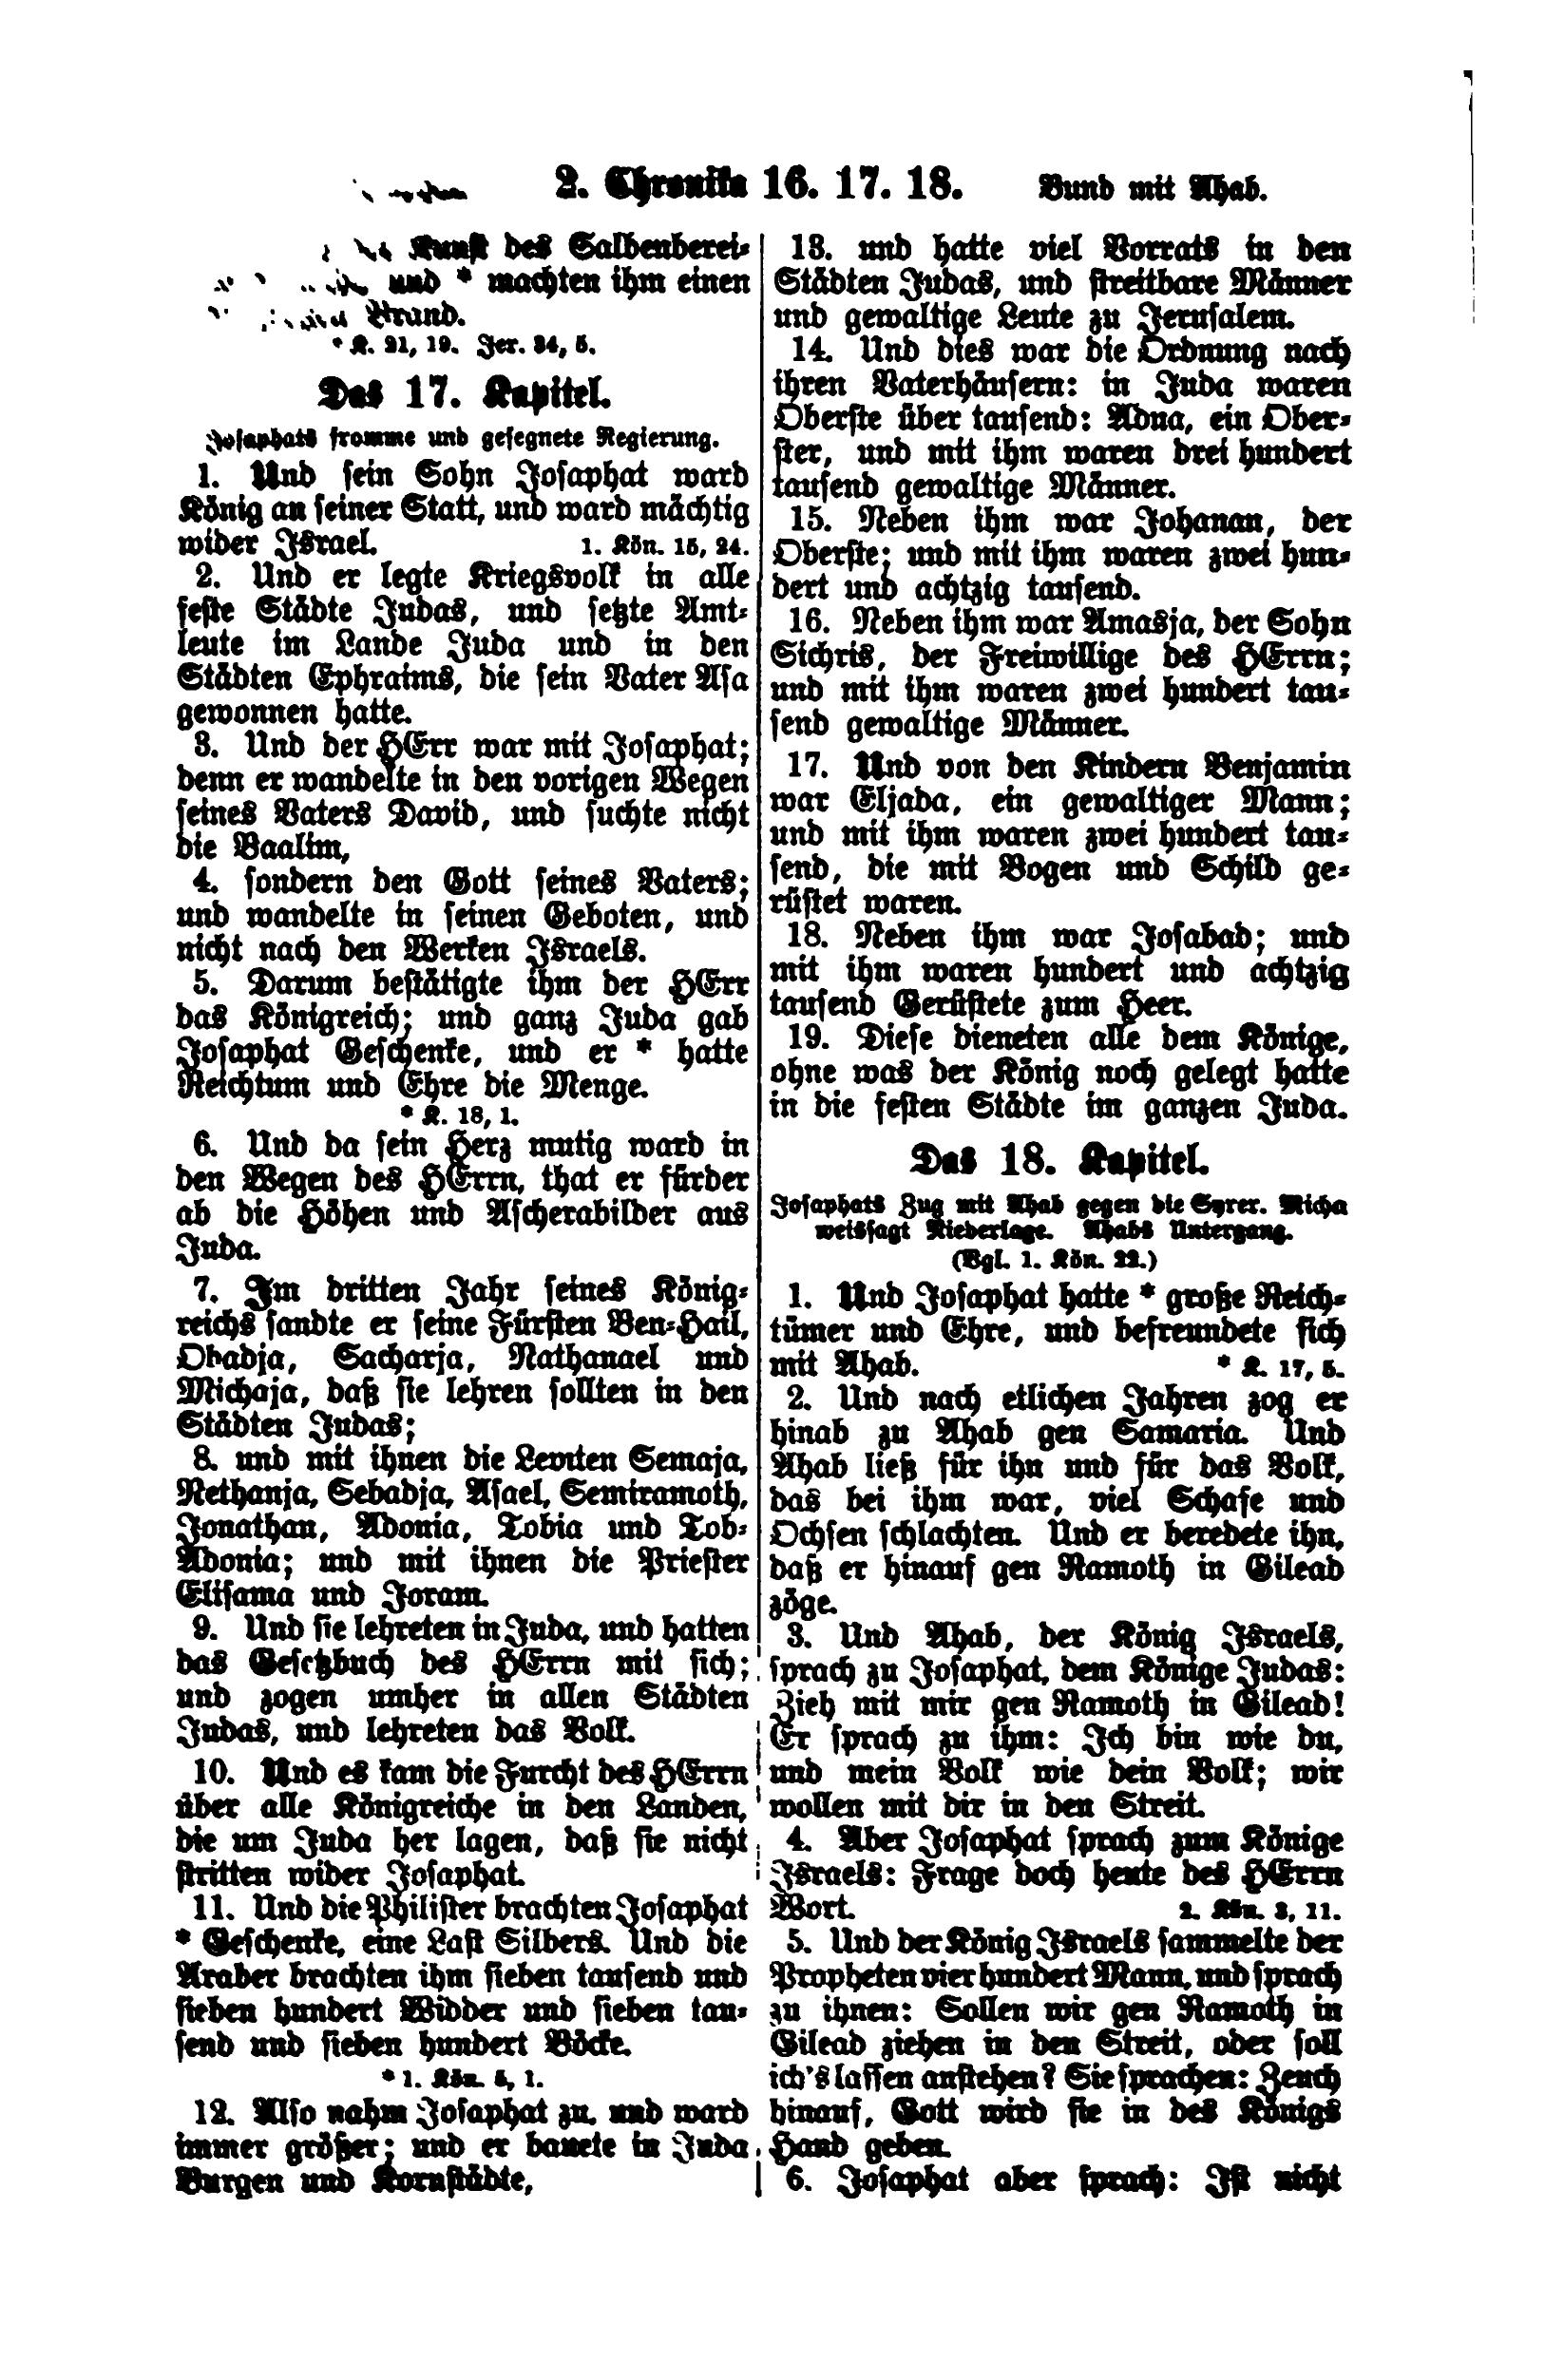 2. Chronika 16. 17. 18. Bund mit Ahab.
Kunst des Salbenberei-
und * machten ihm einen
Brand.
* K. 21, 19. Jer. 34, 5.
Das 17. Kapitel.
Josaphats fromme und gesegnete Regierung.
1. Und sein Sohn Josaphat ward
König an seiner Statt, und ward mächtig
wider Israel. 1. Kön. 15, 24.
2. Und er legte Kriegsvolk in alle
feste Städte Judas, und setzte Amt-
leute im Lande Juda und in den
Städten Ephraims, die sein Vater Asa
gewonnen hatte.
3. Und der HErr war mit Josaphat;
denn er wandelte in den vorigen Wegen
seines Vaters David, und suchte nicht
die Baalim,
4. sondern den Gott seines Vaters;
und wandelte in seinen Geboten, und
nicht nach den Werken Israels.
5. Darum bestätigte ihm der HErr
das Königreich; und ganz Juda gab
Josaphat Geschenke, und er * hatte
Reichtum und Ehre die Menge.
* K. 18, 1.
6. Und da sein Herz mutig ward in
den Wegen des HErrn, that er fürder
ab die Höhen und Ascherabilder aus
Juda.
7. Im dritten Jahr seines König-
reichs sandte er seine Fürsten Ben-Hail,
Obadja, Sacharja, Nathanael und
Michaja, daß sie lehren sollten in den
Städten Judas;
8. und mit ihnen die Leviten Semaja,
Nethanja, Sebadja, Asael, Semiramoth,
Jonathan, Adonia, Tobia und Tob-
Adonia; und mit ihnen die Priester
Elisama und Joram.
9. Und sie lehreten in Juda, und hatten
das Gesetzbuch des HErrn mit sich;
und zogen umher in allen Städten
Judas, und lehreten das Volk.
10. Und es kam die Furcht des HErrn
über alle Königreiche in den Landen,
die um Juda her lagen, daß sie nicht
stritten wider Josaphat.
11. Und die Philister brachten Josaphat
* Geschenke, eine Last Silbers. Und die
Araber brachten ihm sieben tausend und
sieben hundert Widder und sieben tau-
send und sieben hundert Böcke.
* 1. Kön. 5, 1.
12. Also nahm Josaphat zu, und ward
immer größer; und er bauete in Juda
Burgen und Kornstädte,
13. und hatte viel Vorrats in den
Städten Judas, und streitbare Männer
und gewaltige Leute zu Jerusalem.
14. Und dies war die Ordnung nach
ihren Vaterhäusern: in Juda waren
Oberste über tausend: Adna, ein Ober-
ster, und mit ihm waren drei hundert
tausend gewaltige Männer.
15. Neben ihm war Johanan, der
Oberste; und mit ihm waren zwei hun-
dert und achtzig tausend.
16. Neben ihm war Amasja, der Sohn
Sichris, der Freiwillige des HErrn;
und mit ihm waren zwei hundert tau-
send gewaltige Männer.
17. Und von den Kindern Benjamin
war Eljada, ein gewaltiger Mann;
und mit ihm waren zwei hundert tau-
send, die mit Bogen und Schild ge-
rüstet waren.
18. Neben ihm war Josabad; und
mit ihm waren hundert und achtzig
tausend Gerüstete zum Heer.
19. Diese dieneten alle dem Könige,
ohne was der König noch gelegt hatte
in die festen Städte im ganzen Juda.
Das 18. Kapitel.
Josaphats Zug mit Ahab gegen die Syrer. Micha
weissagt Niederlage. Ahabs Untergang.
(Vgl. 1. Kön. 22.)
1. Und Josaphat hatte * große Reich-
tümer und Ehre, und befreundete sich
mit Ahab. * K. 17, 5.
2. Und nach etlichen Jahren zog er
hinab zu Ahab gen Samaria. Und
Ahab ließ für ihn und für das Volk,
das bei ihm war, viel Schafe und
Ochsen schlachten. Und er beredete ihn,
daß er hinauf gen Ramoth in Gilead
zöge.
3. Und Ahab, der König Israels,
sprach zu Josaphat, dem Könige Judas:
Zieh mit mir gen Ramoth in Gilead!
Er sprach zu ihm: Ich bin wie du,
und mein Volk wie dein Volk; wir
wollen mit dir in den Streit.
4. Aber Josaphat sprach zum Könige
Israels: Frage doch heute des HErrn
Wort. 2. Kön. 3, 11.
5. Und der König Israels sammelte der
Propheten vier hundert Mann, und sprach
zu ihnen: Sollen wir gen Ramoth in
Gilead ziehen in den Streit, oder soll
ich's lassen anstehen? Sie sprachen: Zeuch
hinauf, Gott wird sie in des Königs
Hand geben.
6. Josaphat aber sprach: Ist nicht